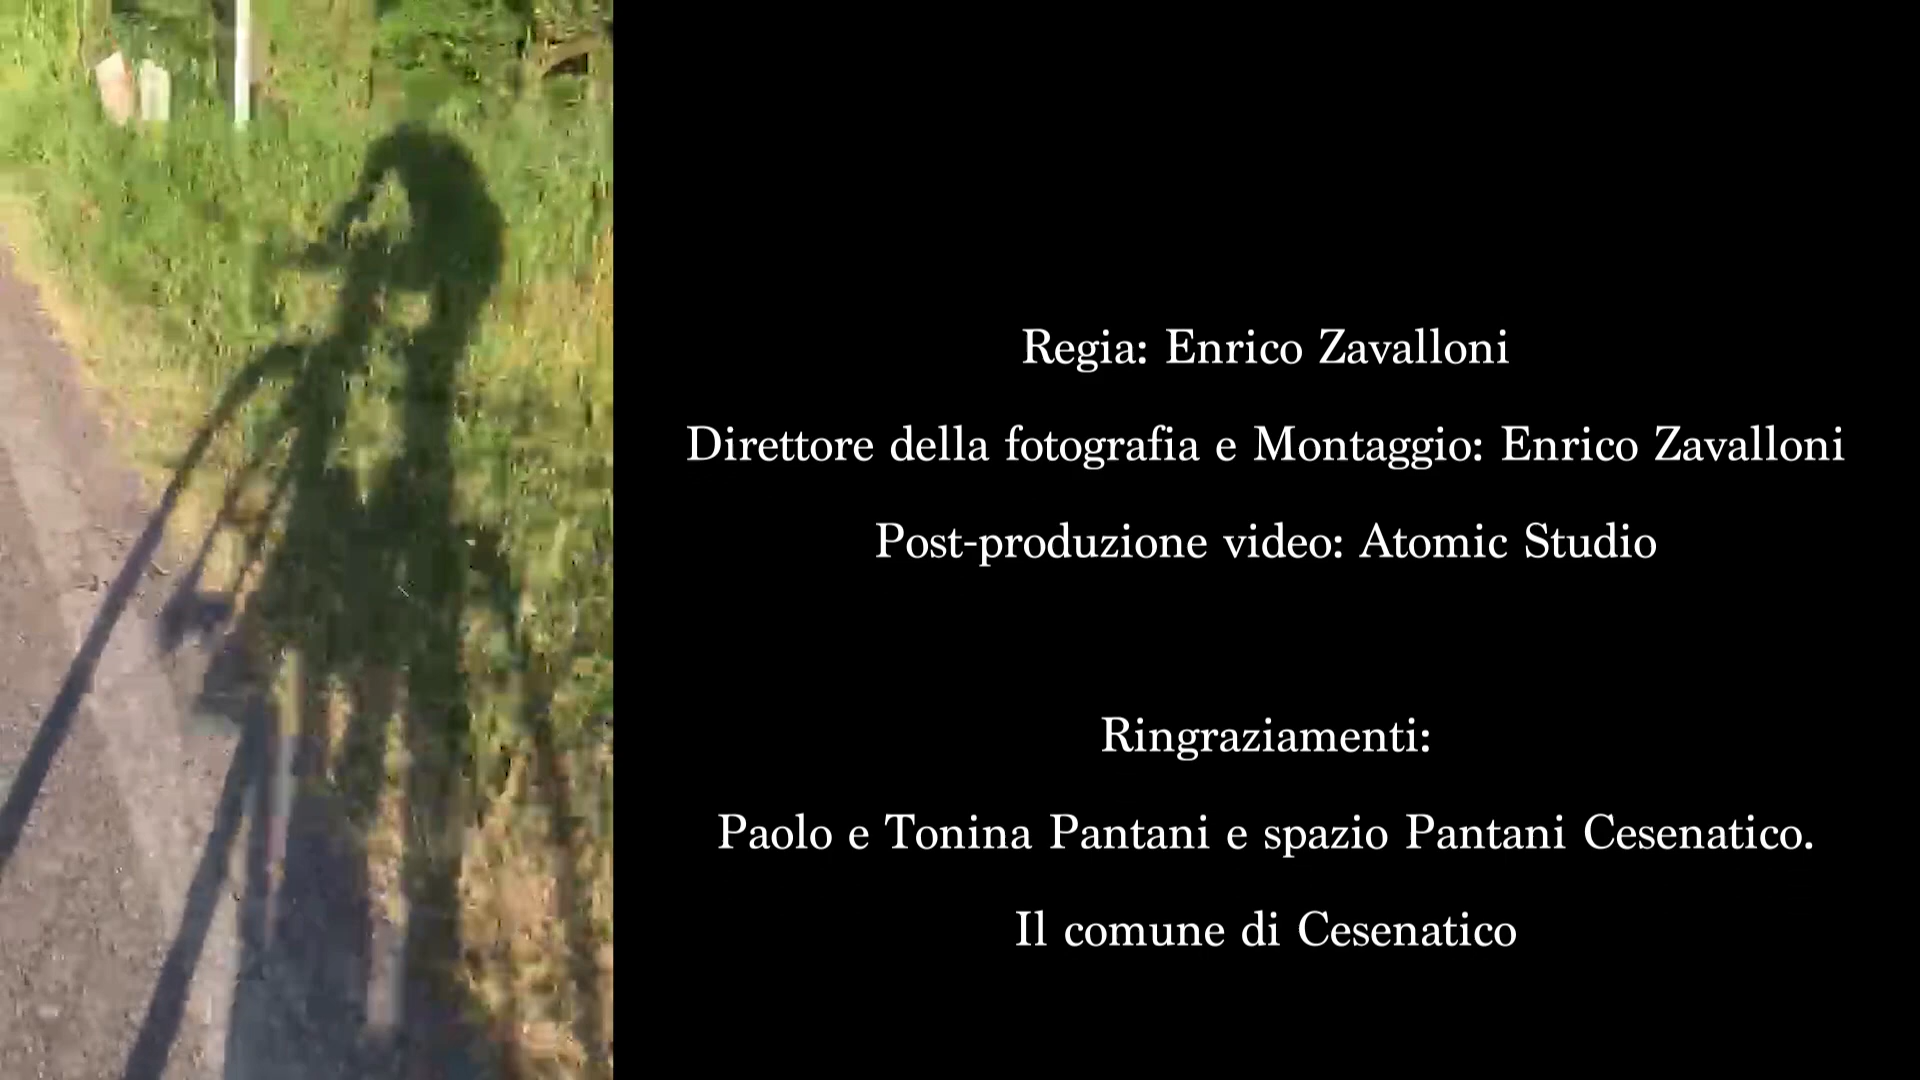 Regia: Enrico Zavalloni
Direttore della fotografia e Montaggio: Enrico Zavalloni
Post-produzione video: Atomic Studio
Ringraziamenti:
Paolo e Tonina Pantani e spazio Pantani Cesenatico.
Il comune di Cesenatico